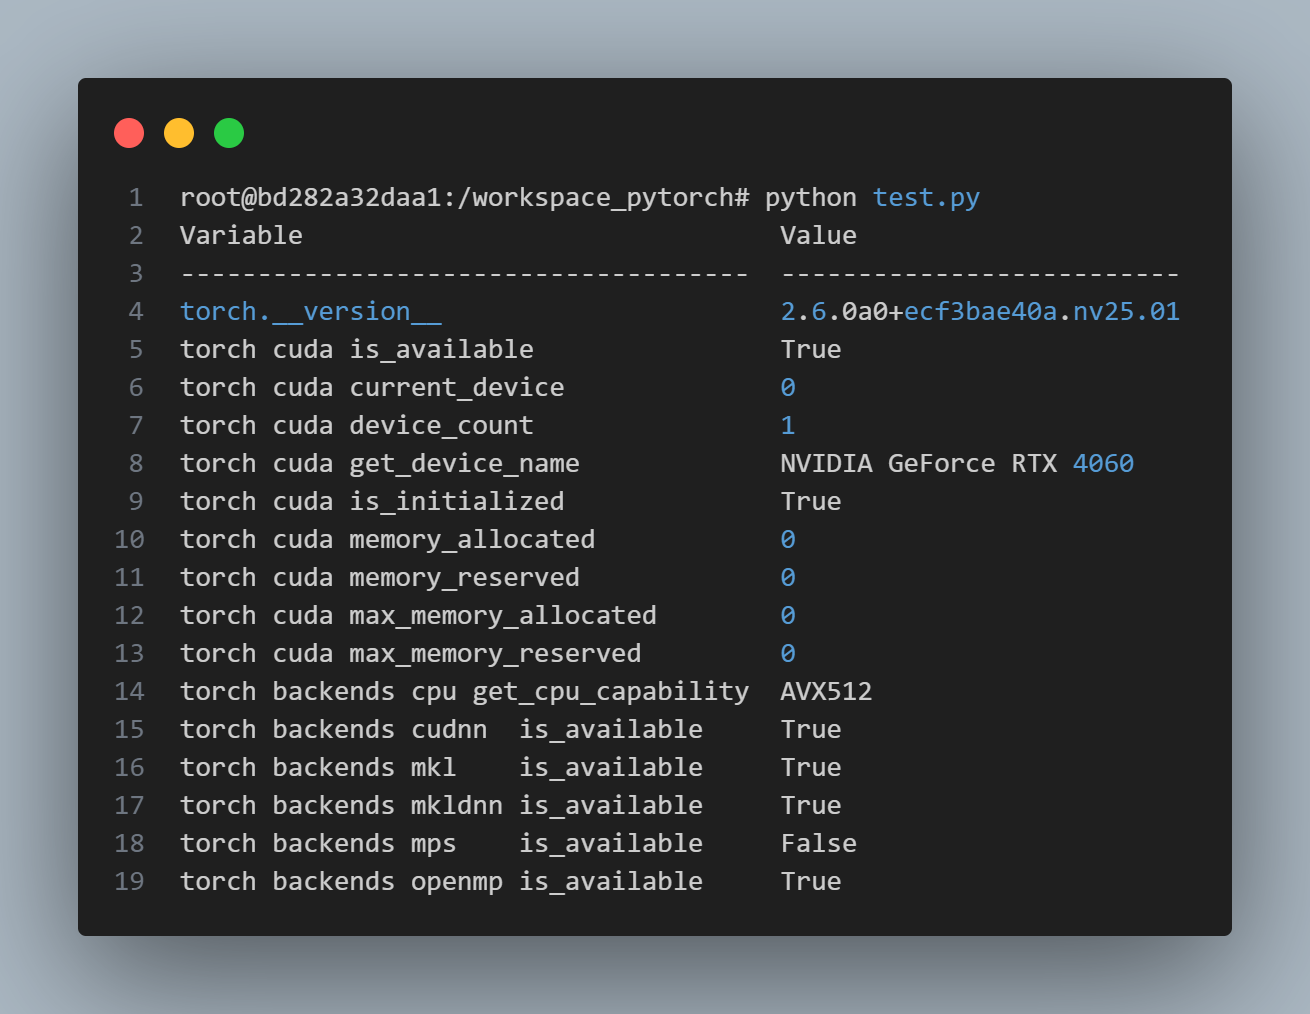 1 root@bd282a32daa1:/workspace_pytorch# python test.py
2 Variable                               Value
3 -------------------------------------  --------------------------
4 torch.__version__                      2.6.0a0+ecf3bae40a.nv25.01
5 torch cuda is_available                True
6 torch cuda current_device              0
7 torch cuda device_count                1
8 torch cuda get_device_name             NVIDIA GeForce RTX 4060
9 torch cuda is_initialized              True
10 torch cuda memory_allocated            0
11 torch cuda memory_reserved             0
12 torch cuda max_memory_allocated        0
13 torch cuda max_memory_reserved         0
14 torch backends cpu get_cpu_capability  AVX512
15 torch backends cudnn  is_available     True
16 torch backends mkl    is_available     True
17 torch backends mkldnn is_available     True
18 torch backends mps    is_available     False
19 torch backends openmp is_available     True